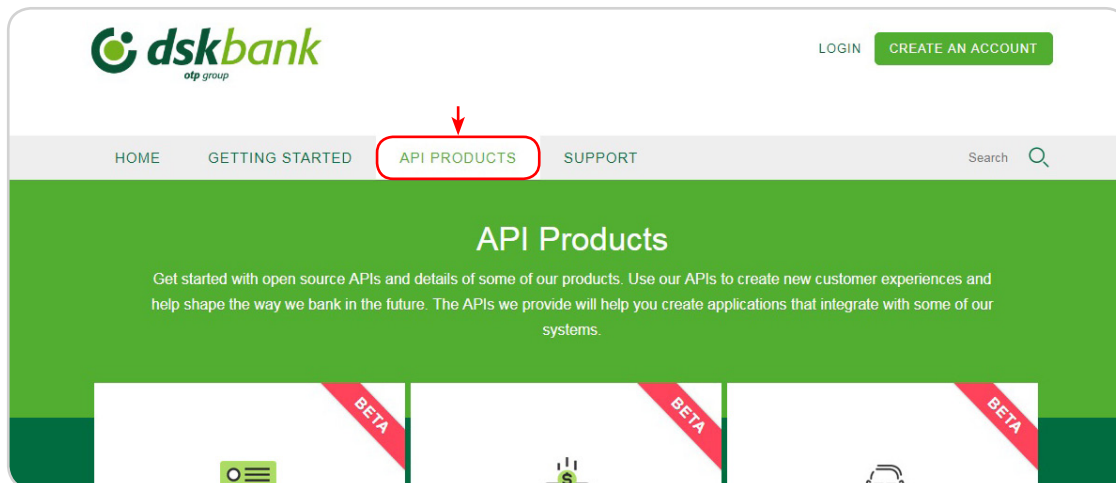 dskbank
otp group
LOGIN CREATE AN ACCOUNT
HOME GETTING STARTED API PRODUCTS SUPPORT Search
API Products
Get started with open source APIs and details of some of our products. Use our APIs to create new customer experiences and
help shape the way we bank in the future. The APIs we provide will help you create applications that integrate with some of our
systems.
BETA BETA BETA
$